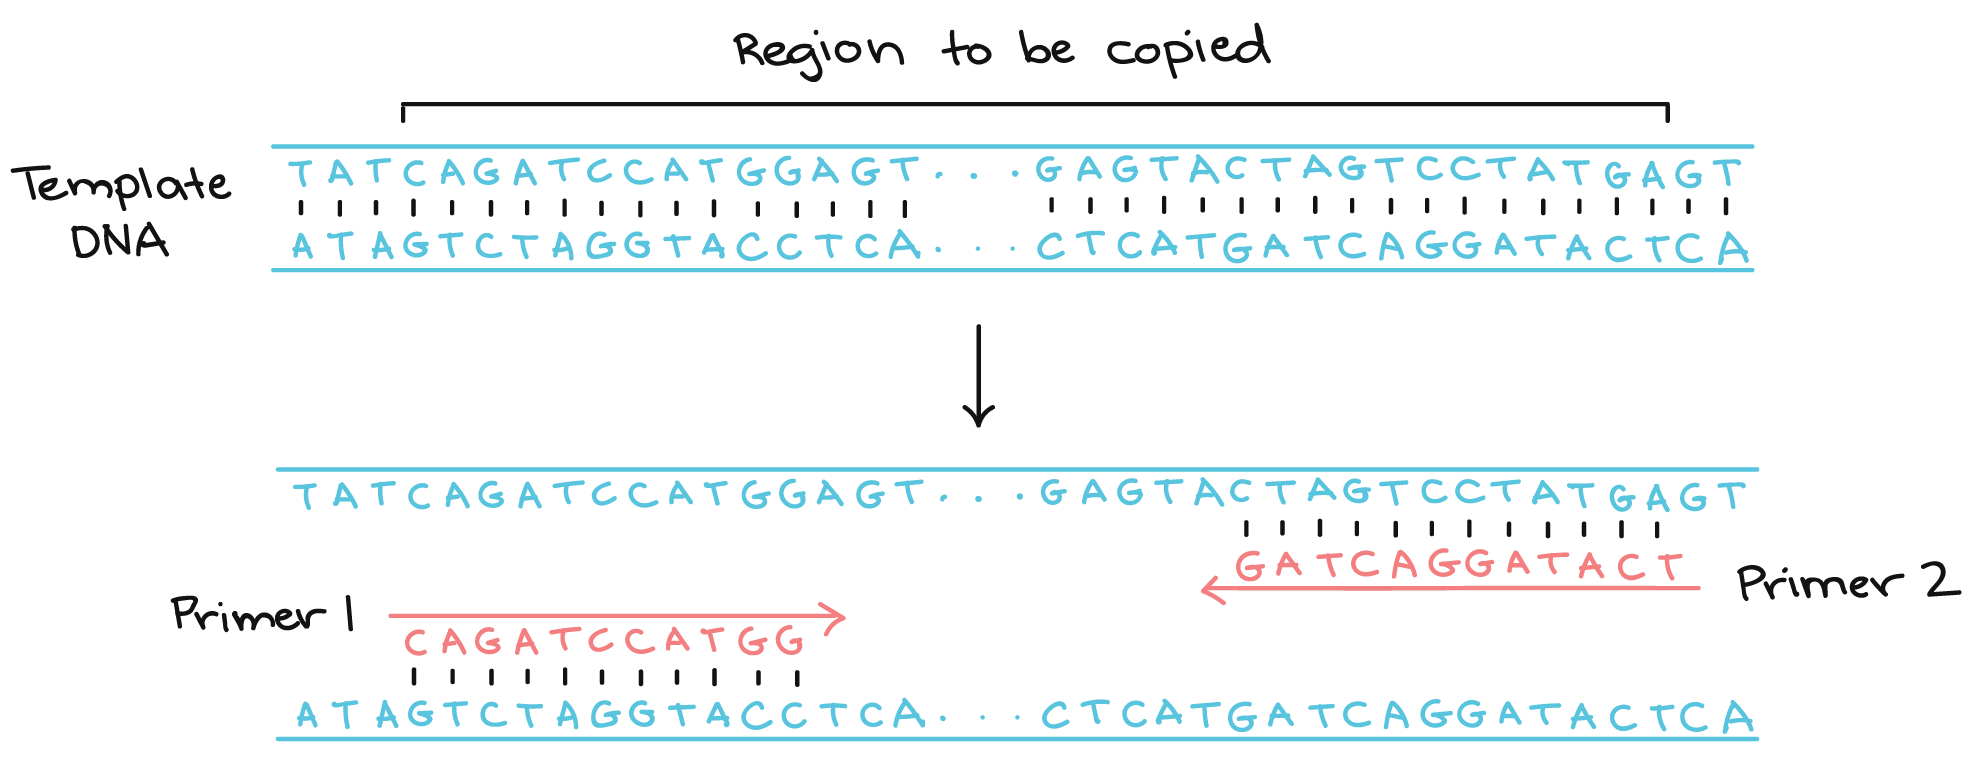 Region to be copied
Template
DNA
TATCAGATCCATGGAGT...GAGTACTAGTCCTATGAGT
ATAGTCTAGGTACCTCA...CTCATGATCAGGATACTCA
TATCAGATCCATGGAGT...GAGTACTAGTCCTATGAGT
GATCAGGATACT
Primer 2
Primer 1
CAGATCCATGG
ATAGTCTAGGTACCTCA...CTCATGATCAGGATACTCA